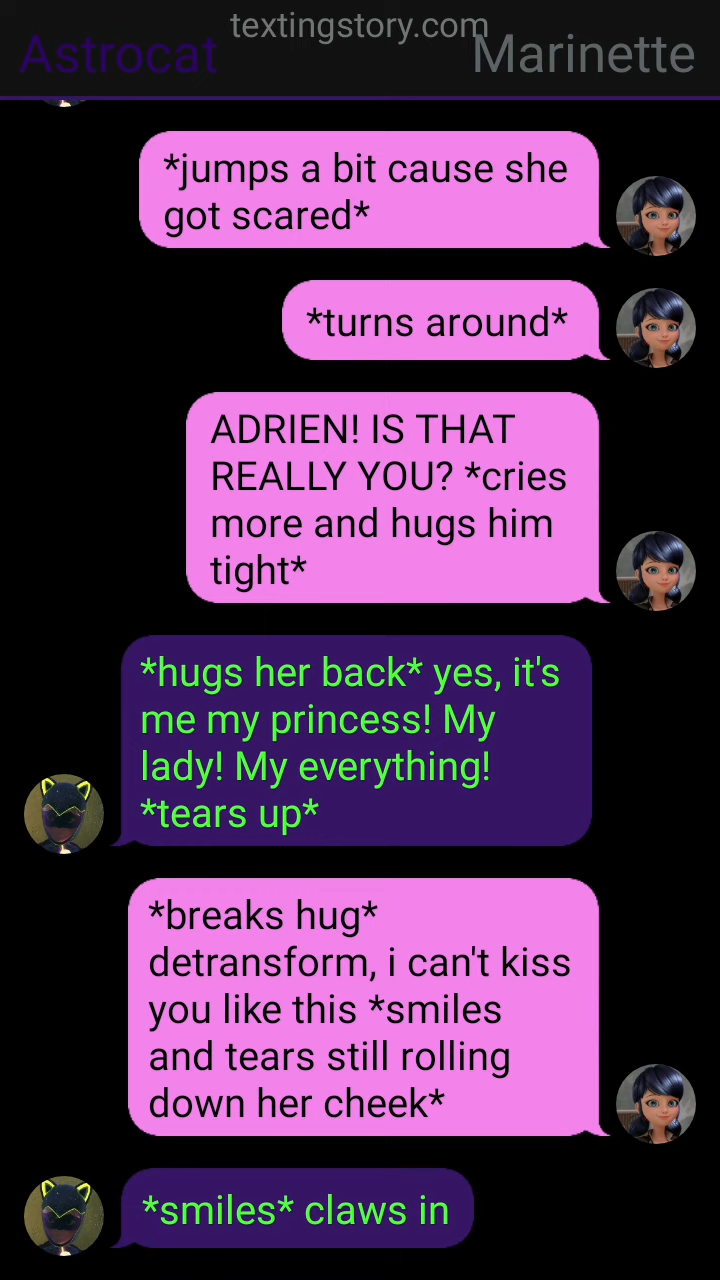 textingstory.com
Astrocat
Marinette
*jumps a bit cause she
got scared*
*turns around*
ADRIEN! IS THAT
REALLY YOU? *cries
more and hugs him
tight*
*hugs her back* yes, it's
me my princess! My
lady! My everything!
*tears up*
*breaks hug*
detransform, i can't kiss
you like this *smiles
and tears still rolling
down her cheek*
*smiles* claws in